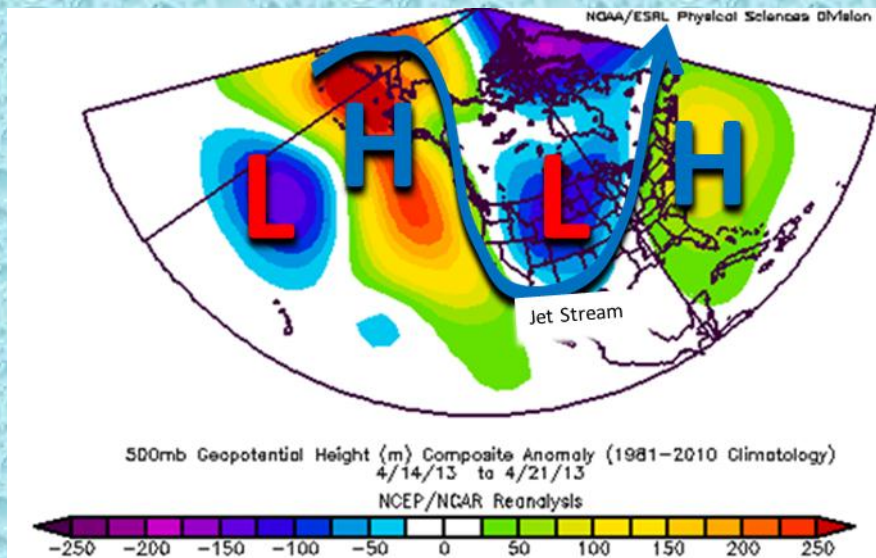 NOAA/ESRL Physical Sciences Division
H
L
L
H
Jet Stream
500mb Geopotential Height (m) Composite Anomaly (1981-2010 Climatology)
4/14/13 to 4/21/13
NCEP/NCAR Reanalysis
-250 -200 -150 -100 -50 0 50 100 150 200 250